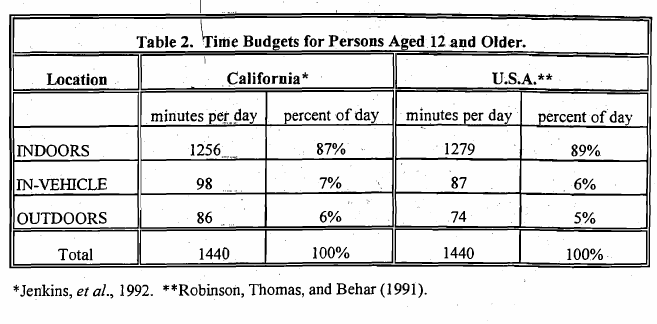 Table 2. Time Budgets for Persons Aged 12 and Older.
Location California* U.S.A.**
minutes per day percent of day minutes per day percent of day
INDOORS 1256 87% 1279 89%
IN-VEHICLE 98 7% 87 6%
OUTDOORS 86 6% 74 5%
Total 1440 100% 1440 100%
*Jenkins, et al., 1992. **Robinson, Thomas, and Behar (1991).